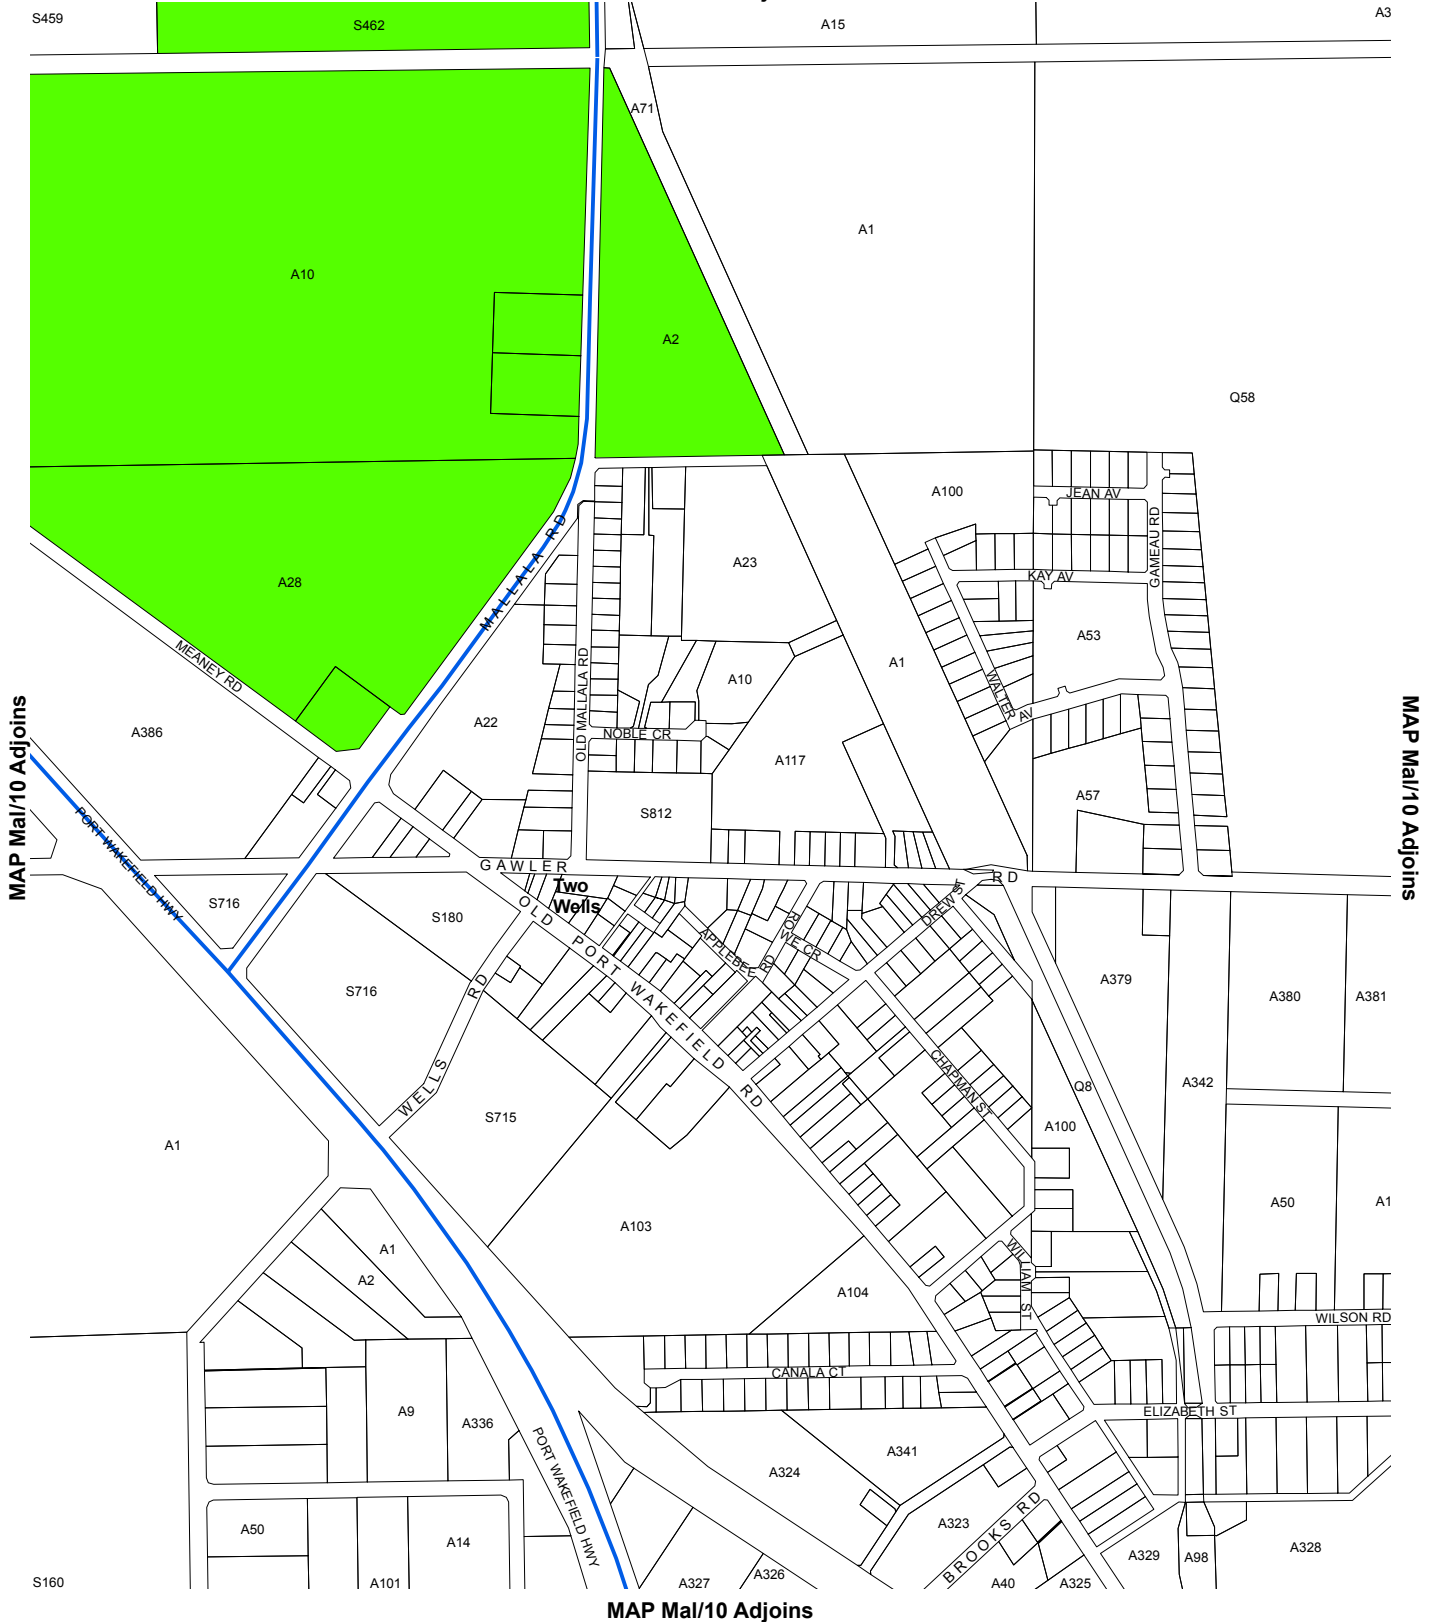 S459
S462
A15
A3
A71
A1
A10
A2
Q58
A100
JEAN AV
GAMEAU RD
MALLALA RD
A23
KAY AV
A28
A53
MEANEY RD
OLD MALLALA RD
A10
A1
WALTER AV
A386
A22
NOBLE CR
MAP Mal/10 Adjoins
MAP Mal/10 Adjoins
A117
A57
S812
PORT WAKEFIELD HWY
GAWLER RD
Two
Wells
S716
S180
OLD PORT WAKEFIELD RD
DREW ST
ROWE CR
APPLEBEE RD
A379
A380
A381
S716
WELLS RD
CHAPMAN ST
Q8
A342
S715
A100
A1
A50
A1
A103
A1
A2
WILLIAM ST
A104
WILSON RD
CANALA CT
A9
A336
ELIZABETH ST
A341
A324
PORT WAKEFIELD HWY
A50
A14
A323
BROOKS RD
A329
A98
A328
S160
A101
A327
A326
A40
A325
MAP Mal/10 Adjoins